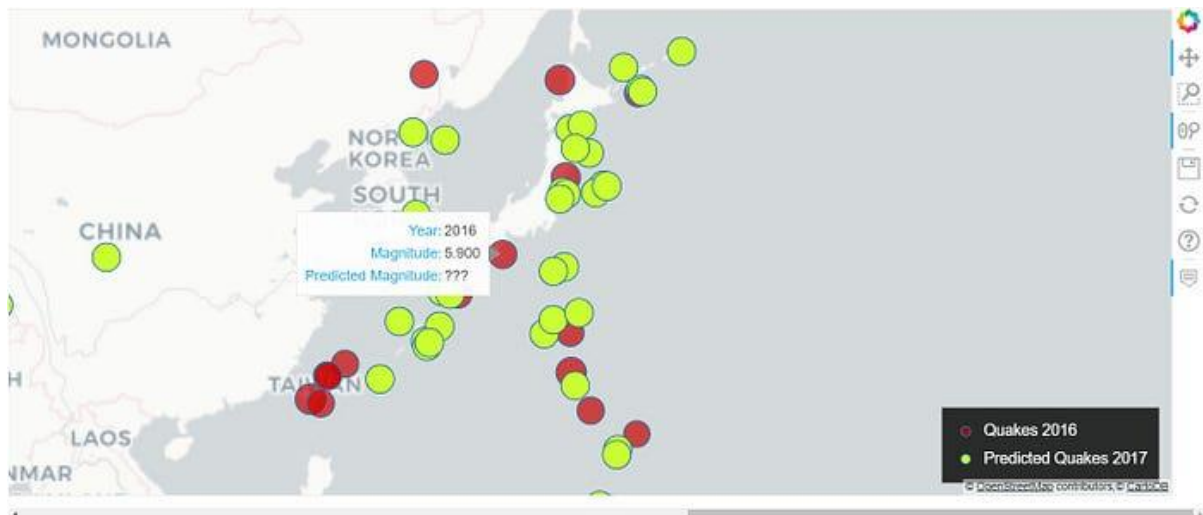 MONGOLIA
NOR
KOREA
SOUTH
CHINA
Year: 2016
Magnitude: 5.900
Predicted Magnitude: ???
TAIWAN
H
LAOS
NMAR
Quakes 2016
Predicted Quakes 2017
© OpenStreetMap contributors,© CartoDB